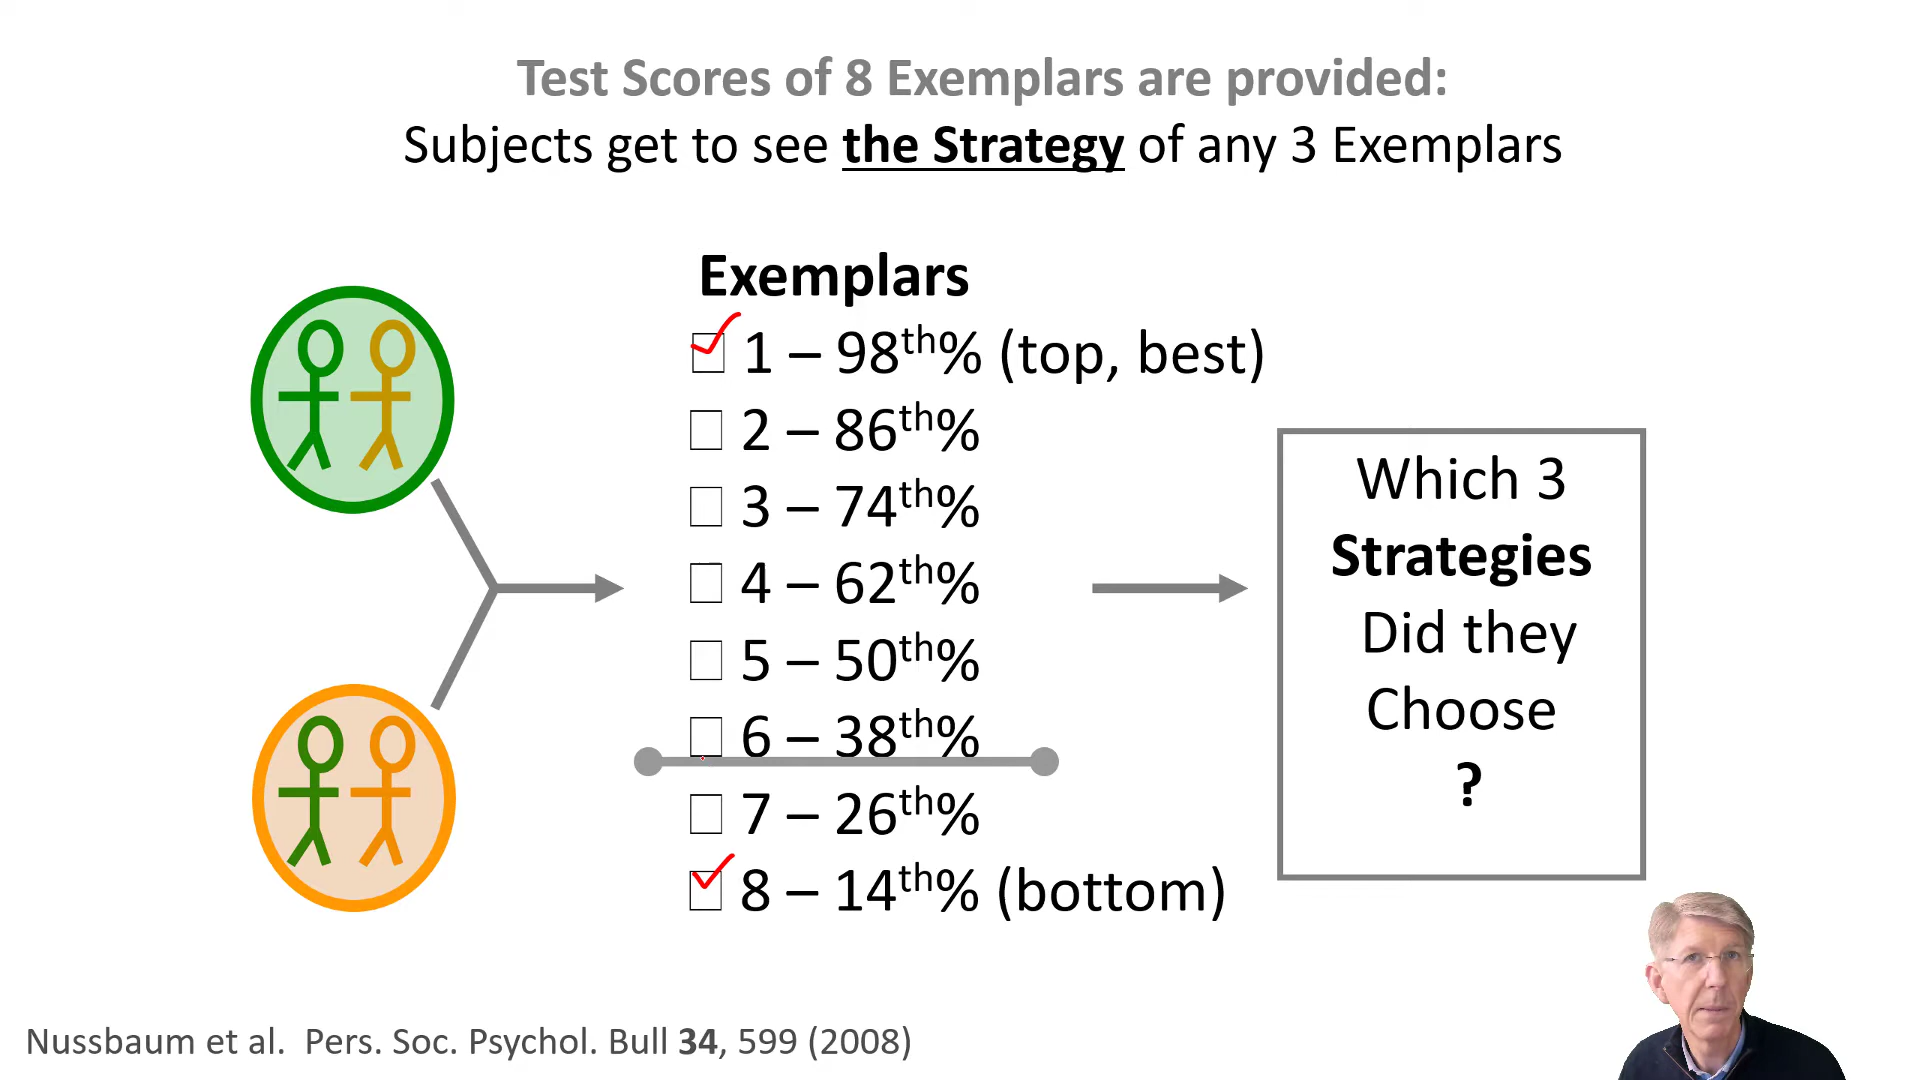 Test Scores of 8 Exemplars are provided:
Subjects get to see the Strategy of any 3 Exemplars
Exemplars
1 – 98th% (top, best)
2 – 86th%
3 – 74th%
4 – 62th%
5 – 50th%
6 – 38th%
7 – 26th%
8 – 14th% (bottom)
Which 3
Strategies
Did they
Choose
?
Nussbaum et al. Pers. Soc. Psychol. Bull 34, 599 (2008)